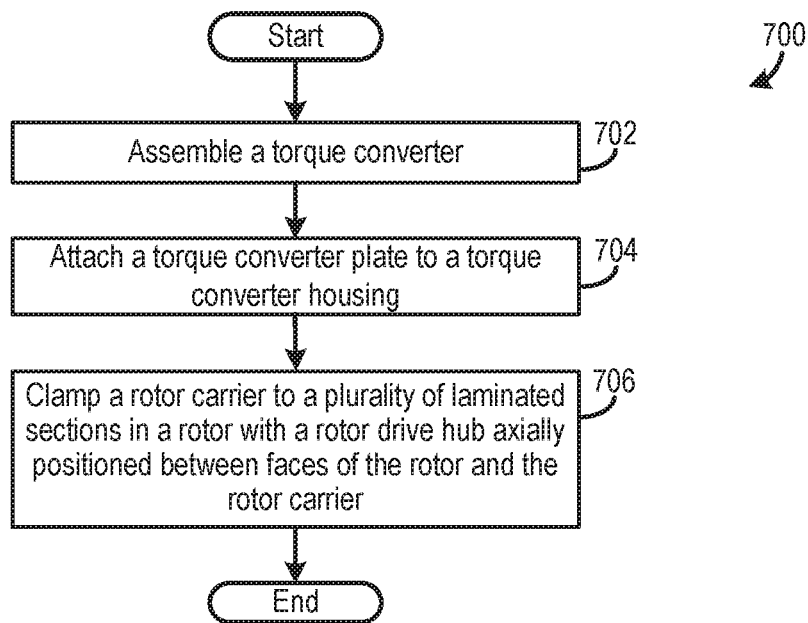 Start
700
Assemble a torque converter
702
Attach a torque converter plate to a torque
converter housing
704
Clamp a rotor carrier to a plurality of laminated
sections in a rotor with a rotor drive hub axially
positioned between faces of the rotor and the
rotor carrier
706
End